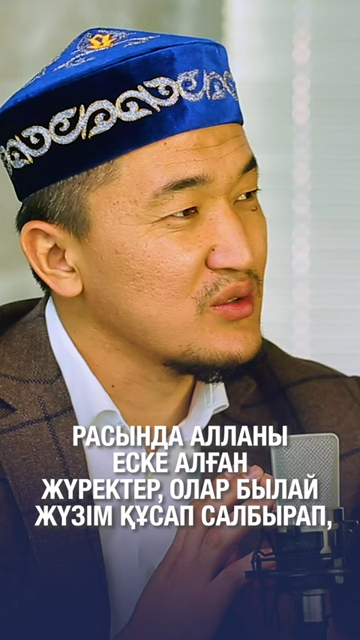 РАСЫНДА АЛЛАНЫ
ЕСКЕ АЛҒАН
ЖҮРЕКТЕР, ОЛАР БЫЛАЙ
ЖҮЗІМ ҚҰСАП САЛБЫРАП,